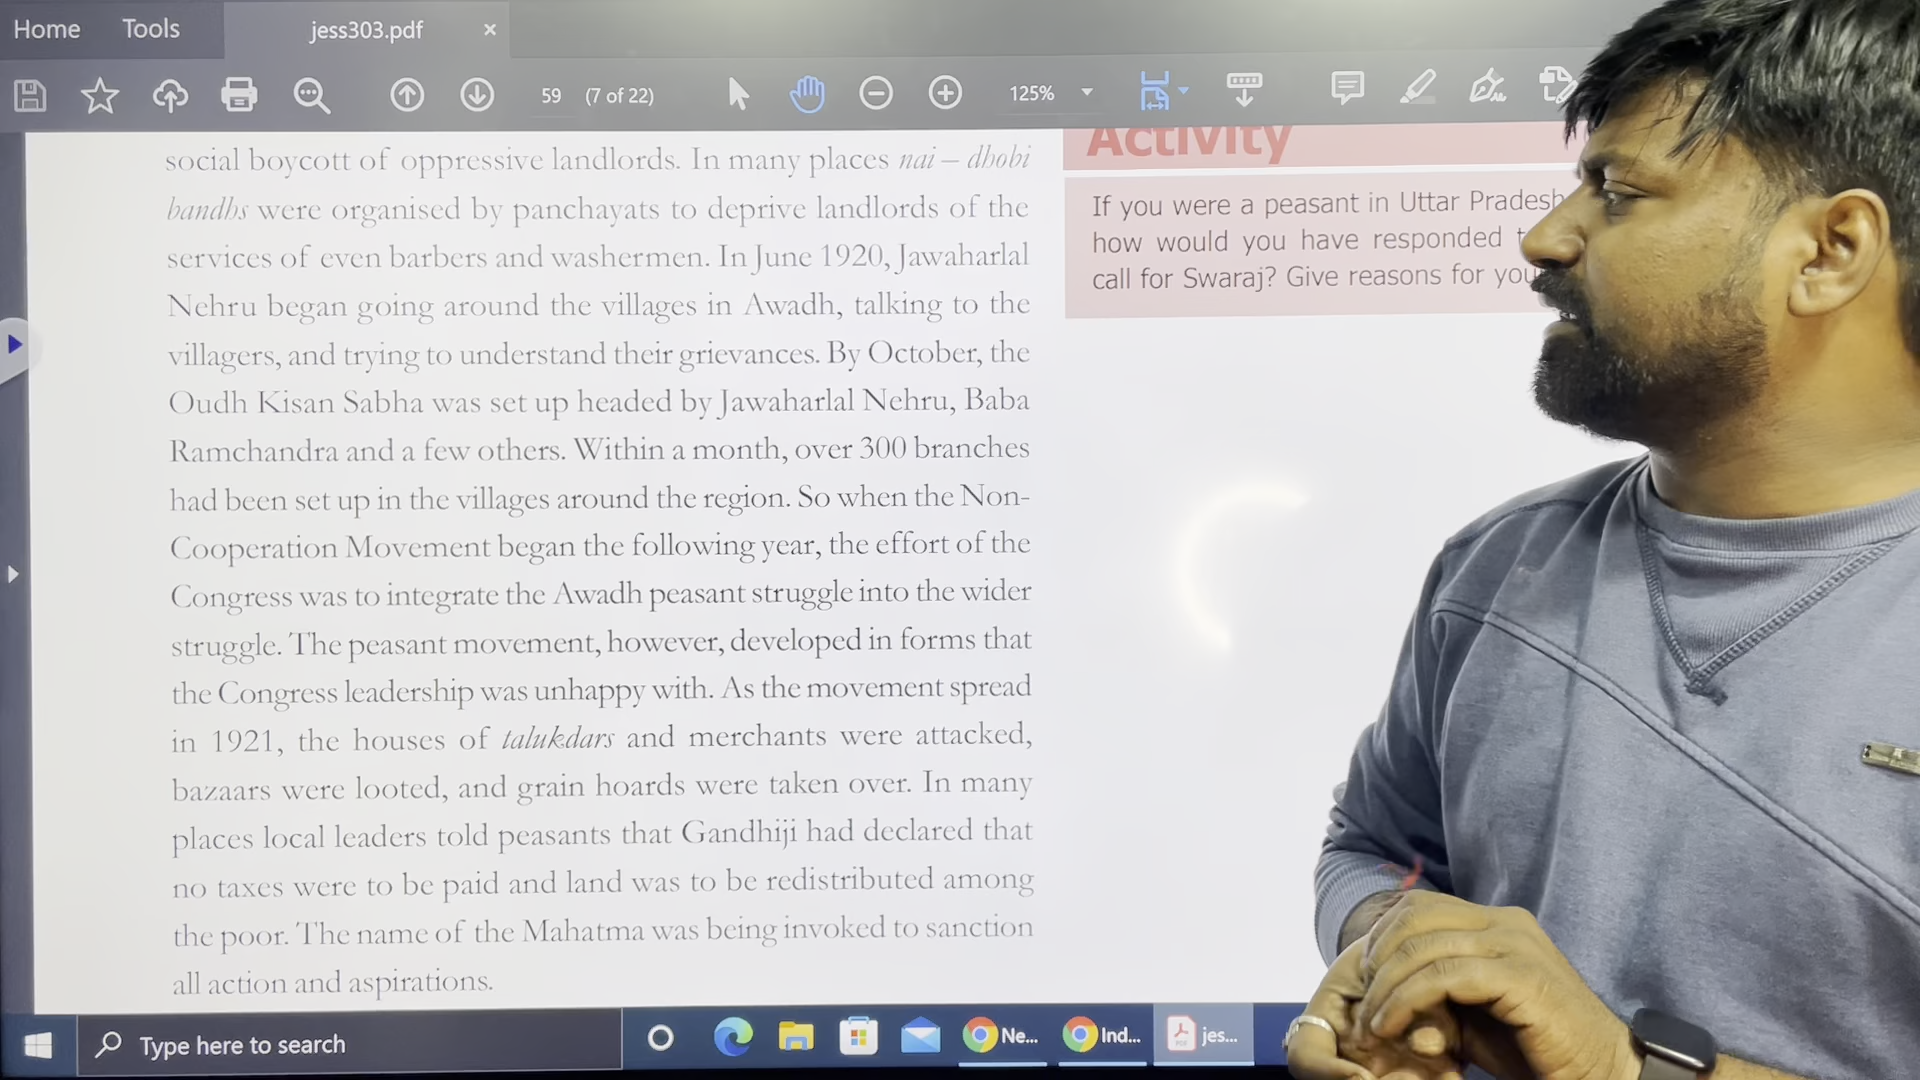 Home Tools jess303.pdf ×
59 (7 of 22) 125%
social boycott of oppressive landlords. In many places nai – dhobi
bandhs were organised by panchayats to deprive landlords of the
services of even barbers and washermen. In June 1920, Jawaharlal
Nehru began going around the villages in Awadh, talking to the
villagers, and trying to understand their grievances. By October, the
Oudh Kisan Sabha was set up headed by Jawaharlal Nehru, Baba
Ramchandra and a few others. Within a month, over 300 branches
had been set up in the villages around the region. So when the Non-
Cooperation Movement began the following year, the effort of the
Congress was to integrate the Awadh peasant struggle into the wider
struggle. The peasant movement, however, developed in forms that
the Congress leadership was unhappy with. As the movement spread
in 1921, the houses of talukdars and merchants were attacked,
bazaars were looted, and grain hoards were taken over. In many
places local leaders told peasants that Gandhiji had declared that
no taxes were to be paid and land was to be redistributed among
the poor. The name of the Mahatma was being invoked to sanction
all action and aspirations.
Activity
If you were a peasant in Uttar Pradesh
how would you have responded
call for Swaraj? Give reasons for
Type here to search
Ne... Ind... jes...